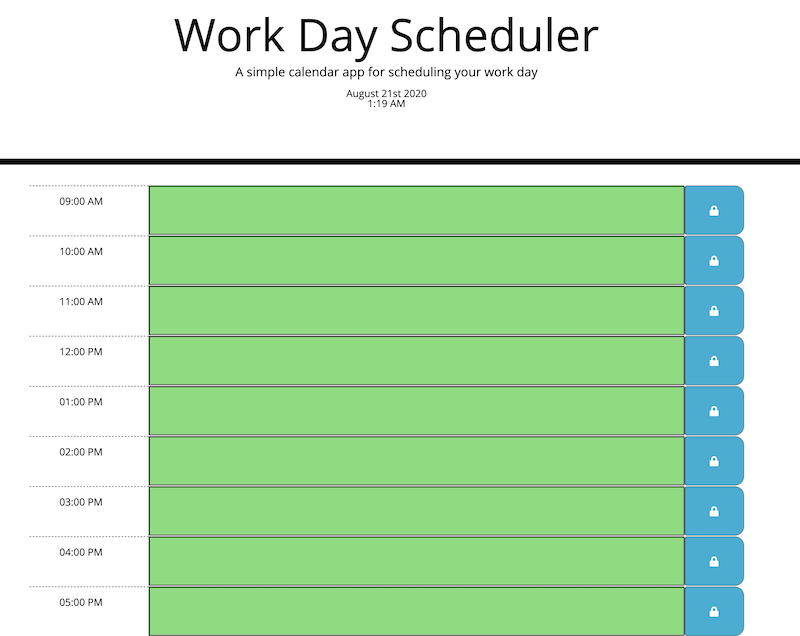 Work Day Scheduler
A simple calendar app for scheduling your work day
August 21st 2020
1:19 AM
09:00 AM
10:00 AM
11:00 AM
12:00 PM
01:00 PM
02:00 PM
03:00 PM
04:00 PM
05:00 PM